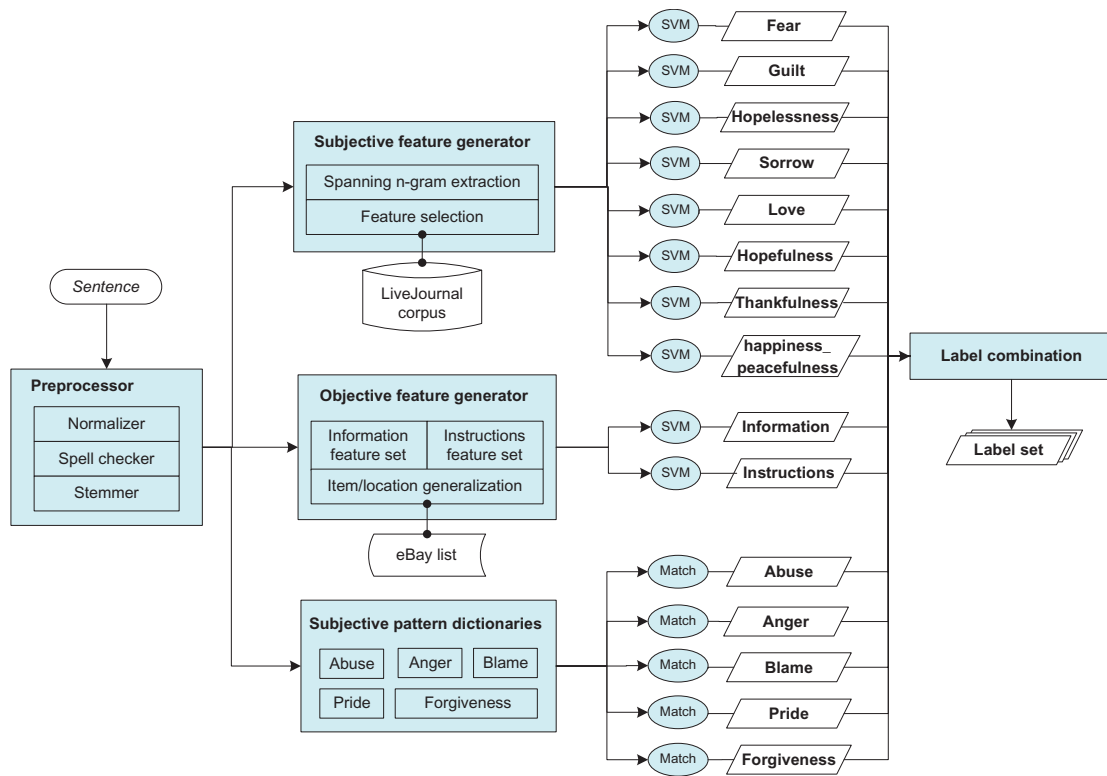 Sentence
Preprocessor
Normalizer
Spell checker
Stemmer
Subjective feature generator
Spanning n-gram extraction
Feature selection
LiveJournal
corpus
Objective feature generator
Information
feature set
Instructions
feature set
Item/location generalization
eBay list
Subjective pattern dictionaries
Abuse
Anger
Blame
Pride
Forgiveness
SVM
Fear
SVM
Guilt
SVM
Hopelessness
SVM
Sorrow
SVM
Love
SVM
Hopefulness
SVM
Thankfulness
SVM
happiness_
peacefulness
SVM
Information
SVM
Instructions
Match
Abuse
Match
Anger
Match
Blame
Match
Pride
Match
Forgiveness
Label combination
Label set